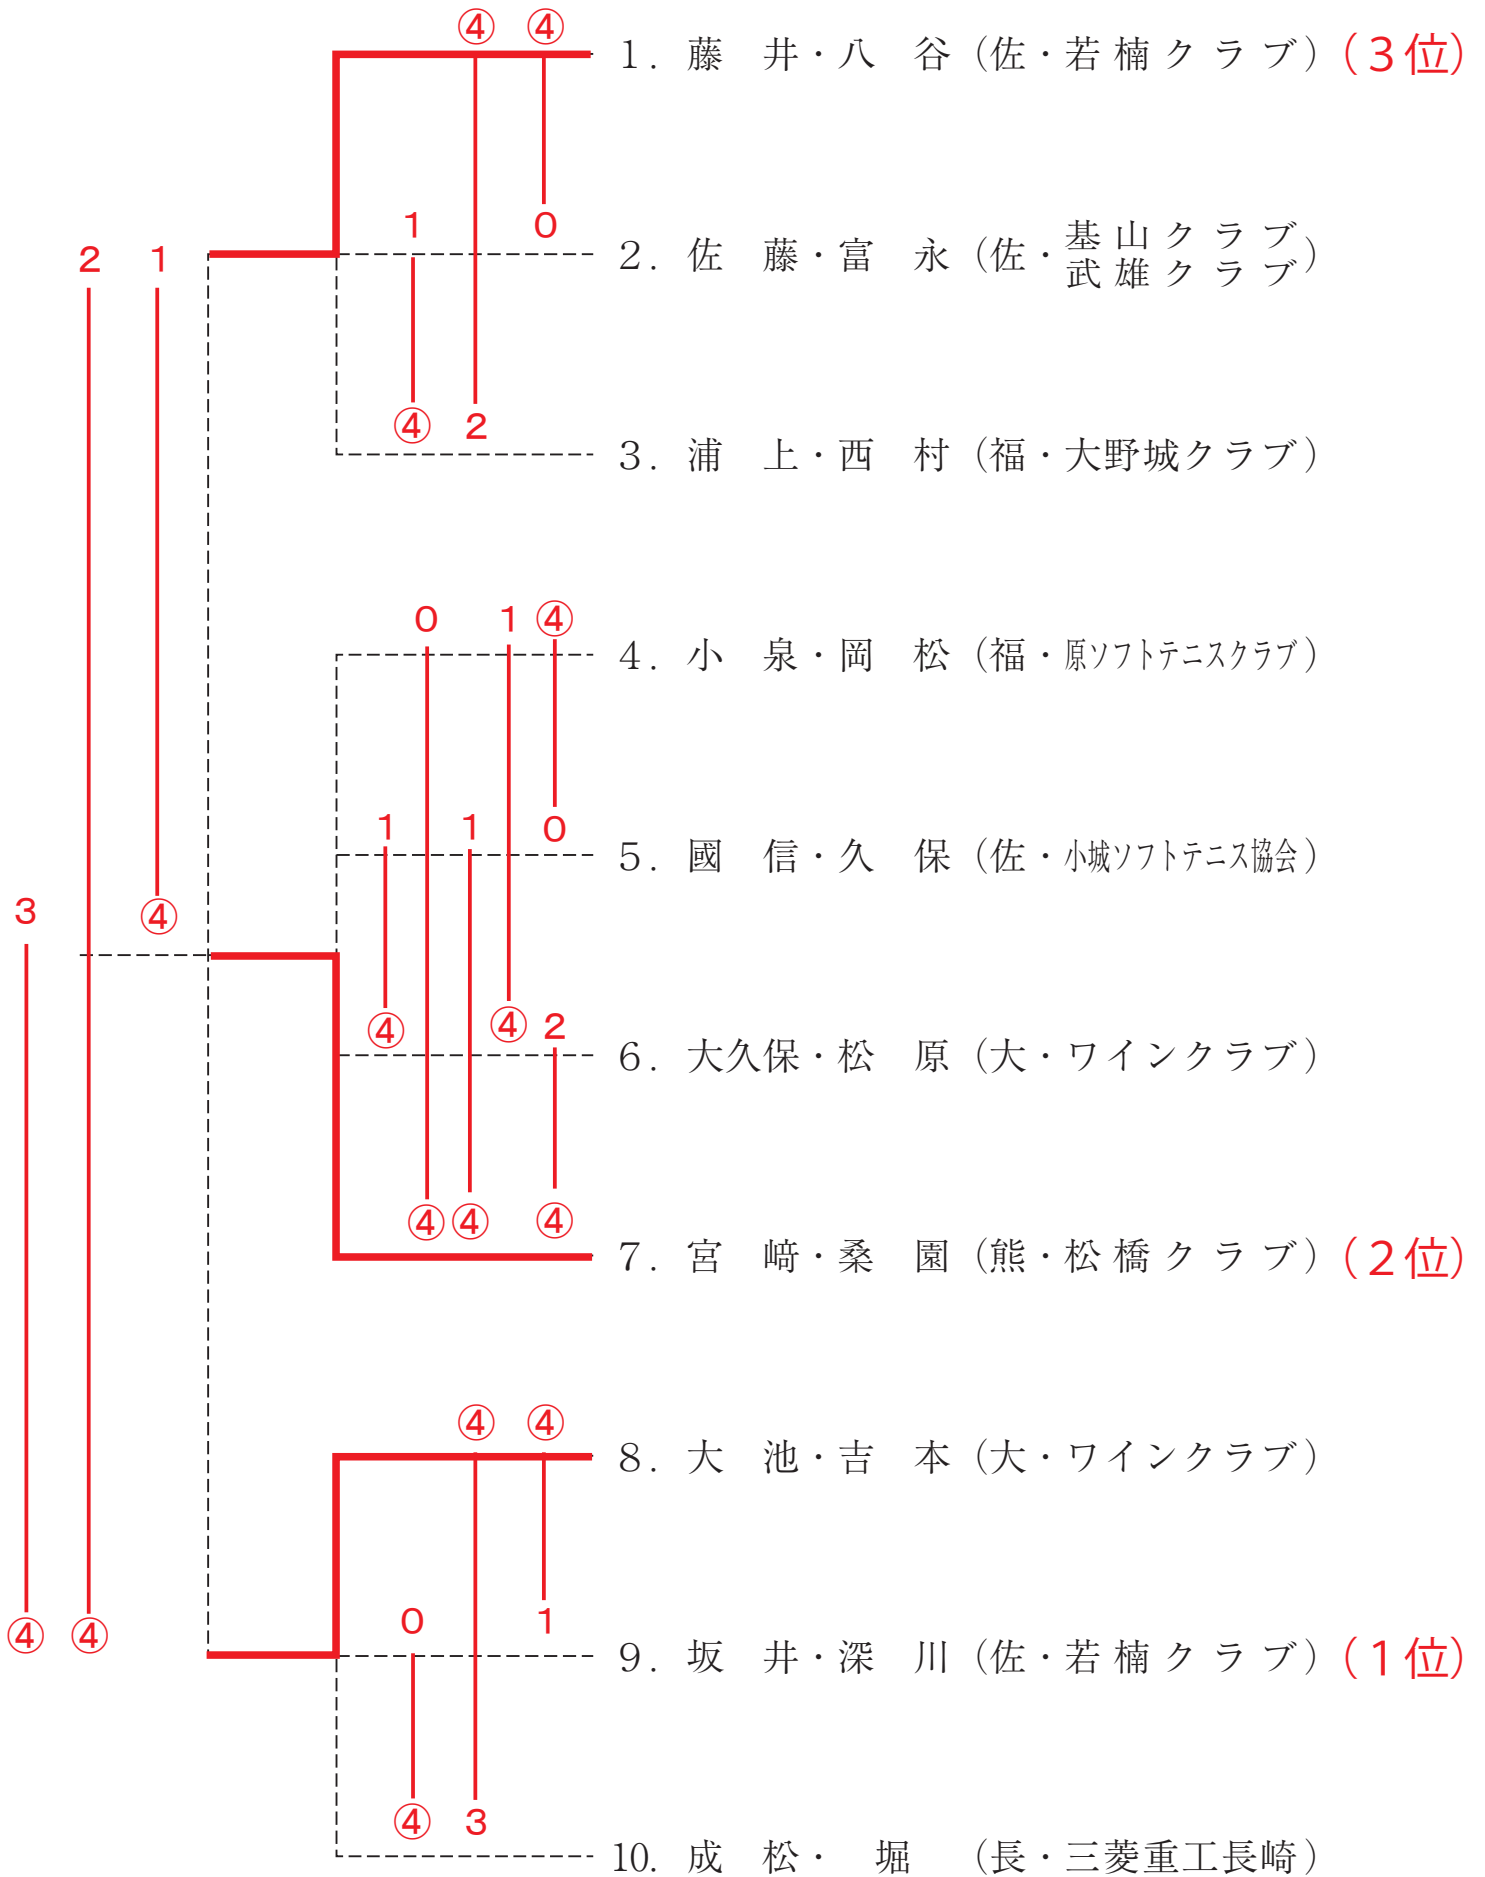 ④ ④
1. 藤 井・八 谷 (佐・若楠クラブ) (3位)
1 0
2 1
2. 佐 藤・富 永 (佐・基山クラブ
武雄クラブ)
④ 2
3. 浦 上・西 村 (福・大野城クラブ)
0 1 ④
4. 小 泉・岡 松 (福・原ソフトテニスクラブ)
1 1 0
5. 國 信・久 保 (佐・小城ソフトテニス協会)
3 ④
④ ④ 2
6. 大久保・松 原 (大・ワインクラブ)
④ ④ ④
7. 宮 﨑・桑 園 (熊・松橋クラブ) (2位)
④ ④
8. 大 池・吉 本 (大・ワインクラブ)
0 1
④ ④
9. 坂 井・深 川 (佐・若楠クラブ) (1位)
④ 3
10. 成 松・ 堀 (長・三菱重工長崎)